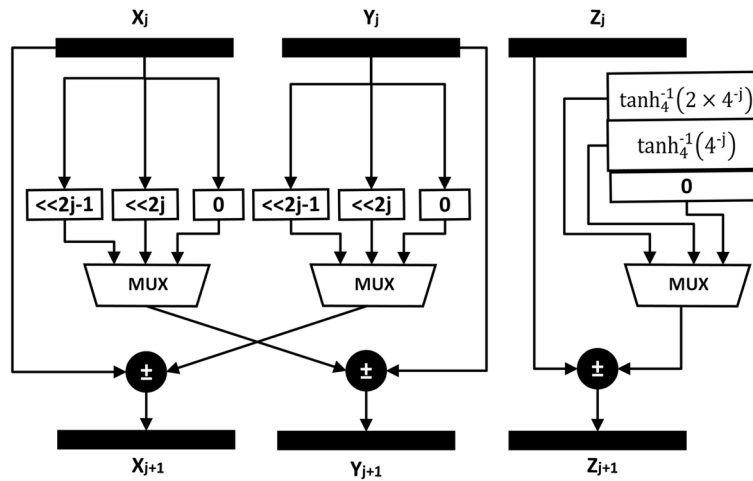 Xj Yj Zj
tanh₄⁻¹(2 × 4⁻ʲ)
tanh₄⁻¹(4⁻ʲ)
0
<<2j-1 <<2j 0 <<2j-1 <<2j 0
MUX MUX MUX
± ± ±
Xj+1 Yj+1 Zj+1